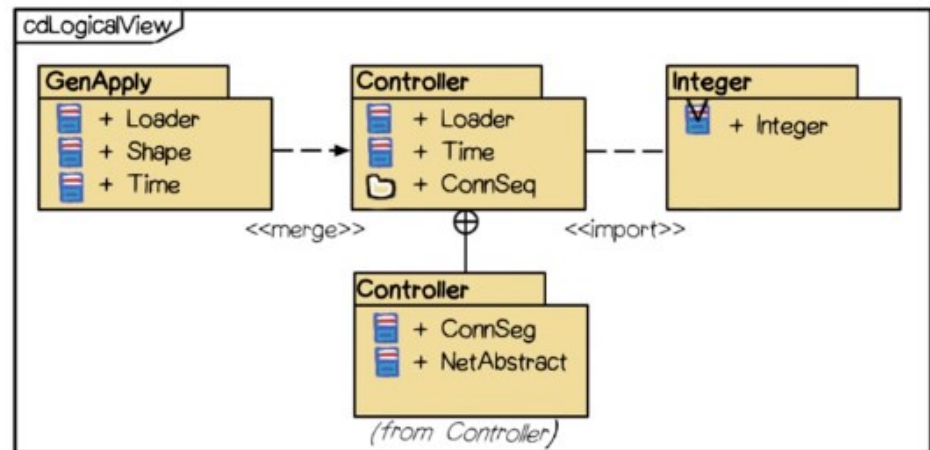 cdLogicalView
GenApply
+ Loader
+ Shape
+ Time
Controller
+ Loader
+ Time
+ ConnSeq
Integer
+ Integer
<<merge>>
<<import>>
Controller
+ ConnSeg
+ NetAbstract
(from Controller)